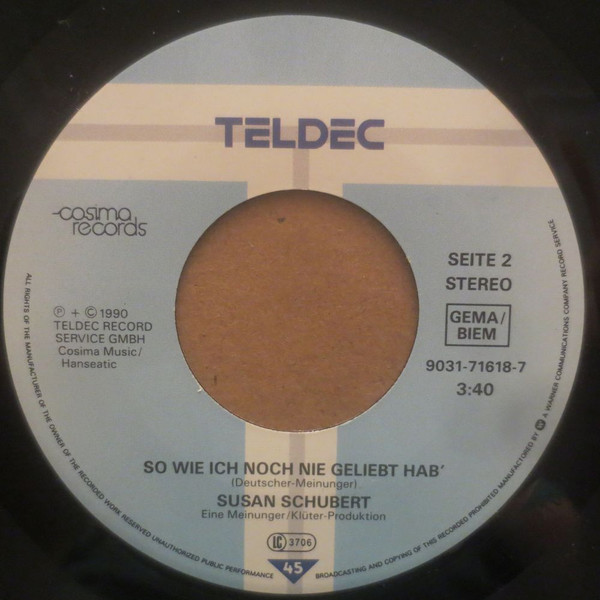 TELDEC
cosima
records
SEITE 2
STEREO
GEMA/
BIEM
9031-71618-7
3:40
℗ + © 1990
TELDEC RECORD
SERVICE GMBH
Cosima Music/
Hanseatic
SO WIE ICH NOCH NIE GELIEBT HAB'
(Deutscher-Meinunger)
SUSAN SCHUBERT
Eine Meinunger/Klüter-Produktion
LC 3706
45
ALL RIGHTS OF THE MANUFACTURER OF THE OWNER OF THE RECORDED WORK RESERVED UNAUTHORIZED PUBLIC PERFORMANCE BROADCASTING AND COPYING OF THIS RECORD PROHIBITED MANUFACTURED BY W A WARNER COMMUNICATIONS COMPANY RECORD SERVICE